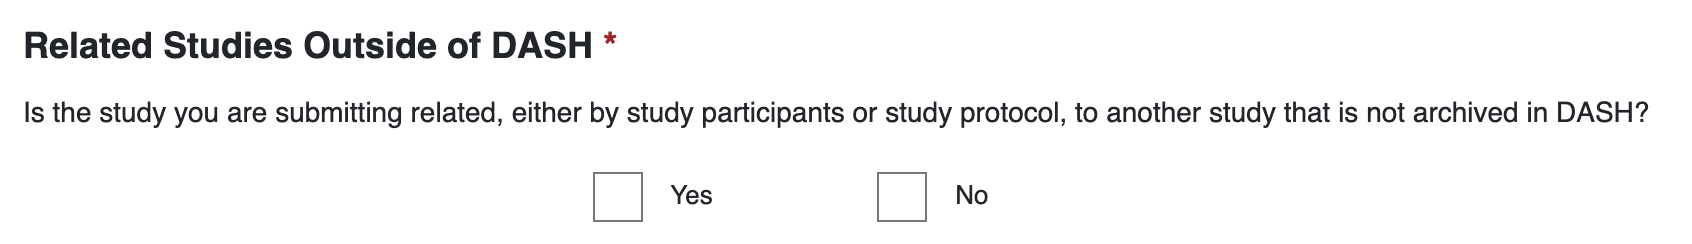 Related Studies Outside of DASH *
Is the study you are submitting related, either by study participants or study protocol, to another study that is not archived in DASH?
Yes No